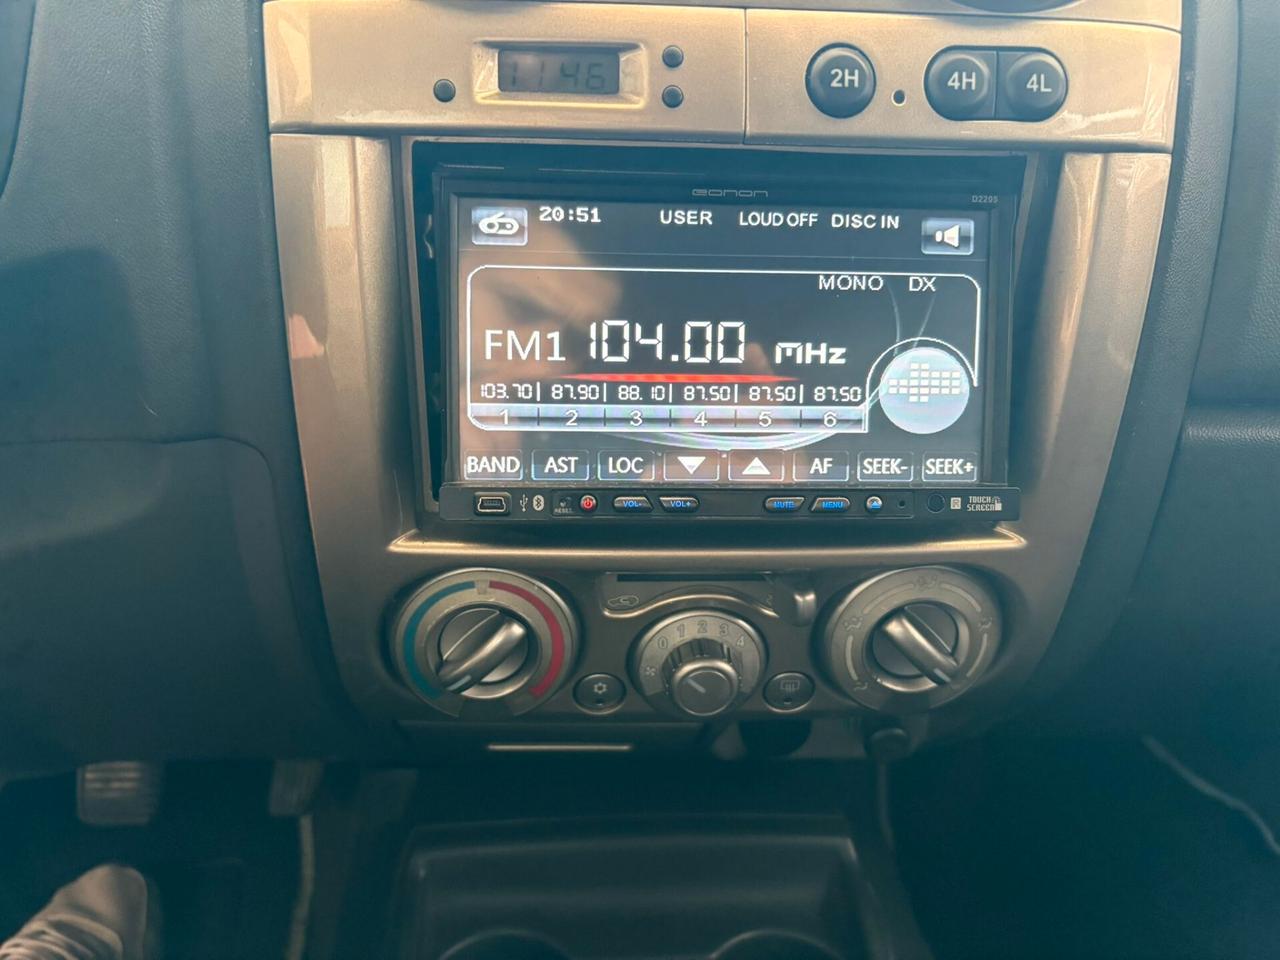 11:46
2H 4H 4L
eonon
D2205
20:51 USER LOUD OFF DISC IN
MONO DX
FM1 104.00 MHz
103.70| 87.90| 88.10| 87.50| 87.50| 87.50
1 2 3 4 5 6
BAND AST LOC AF SEEK- SEEK+
RESET VOL- VOL+ MUTE MENU R TOUCH
SCREEN
0 1 2 3 4